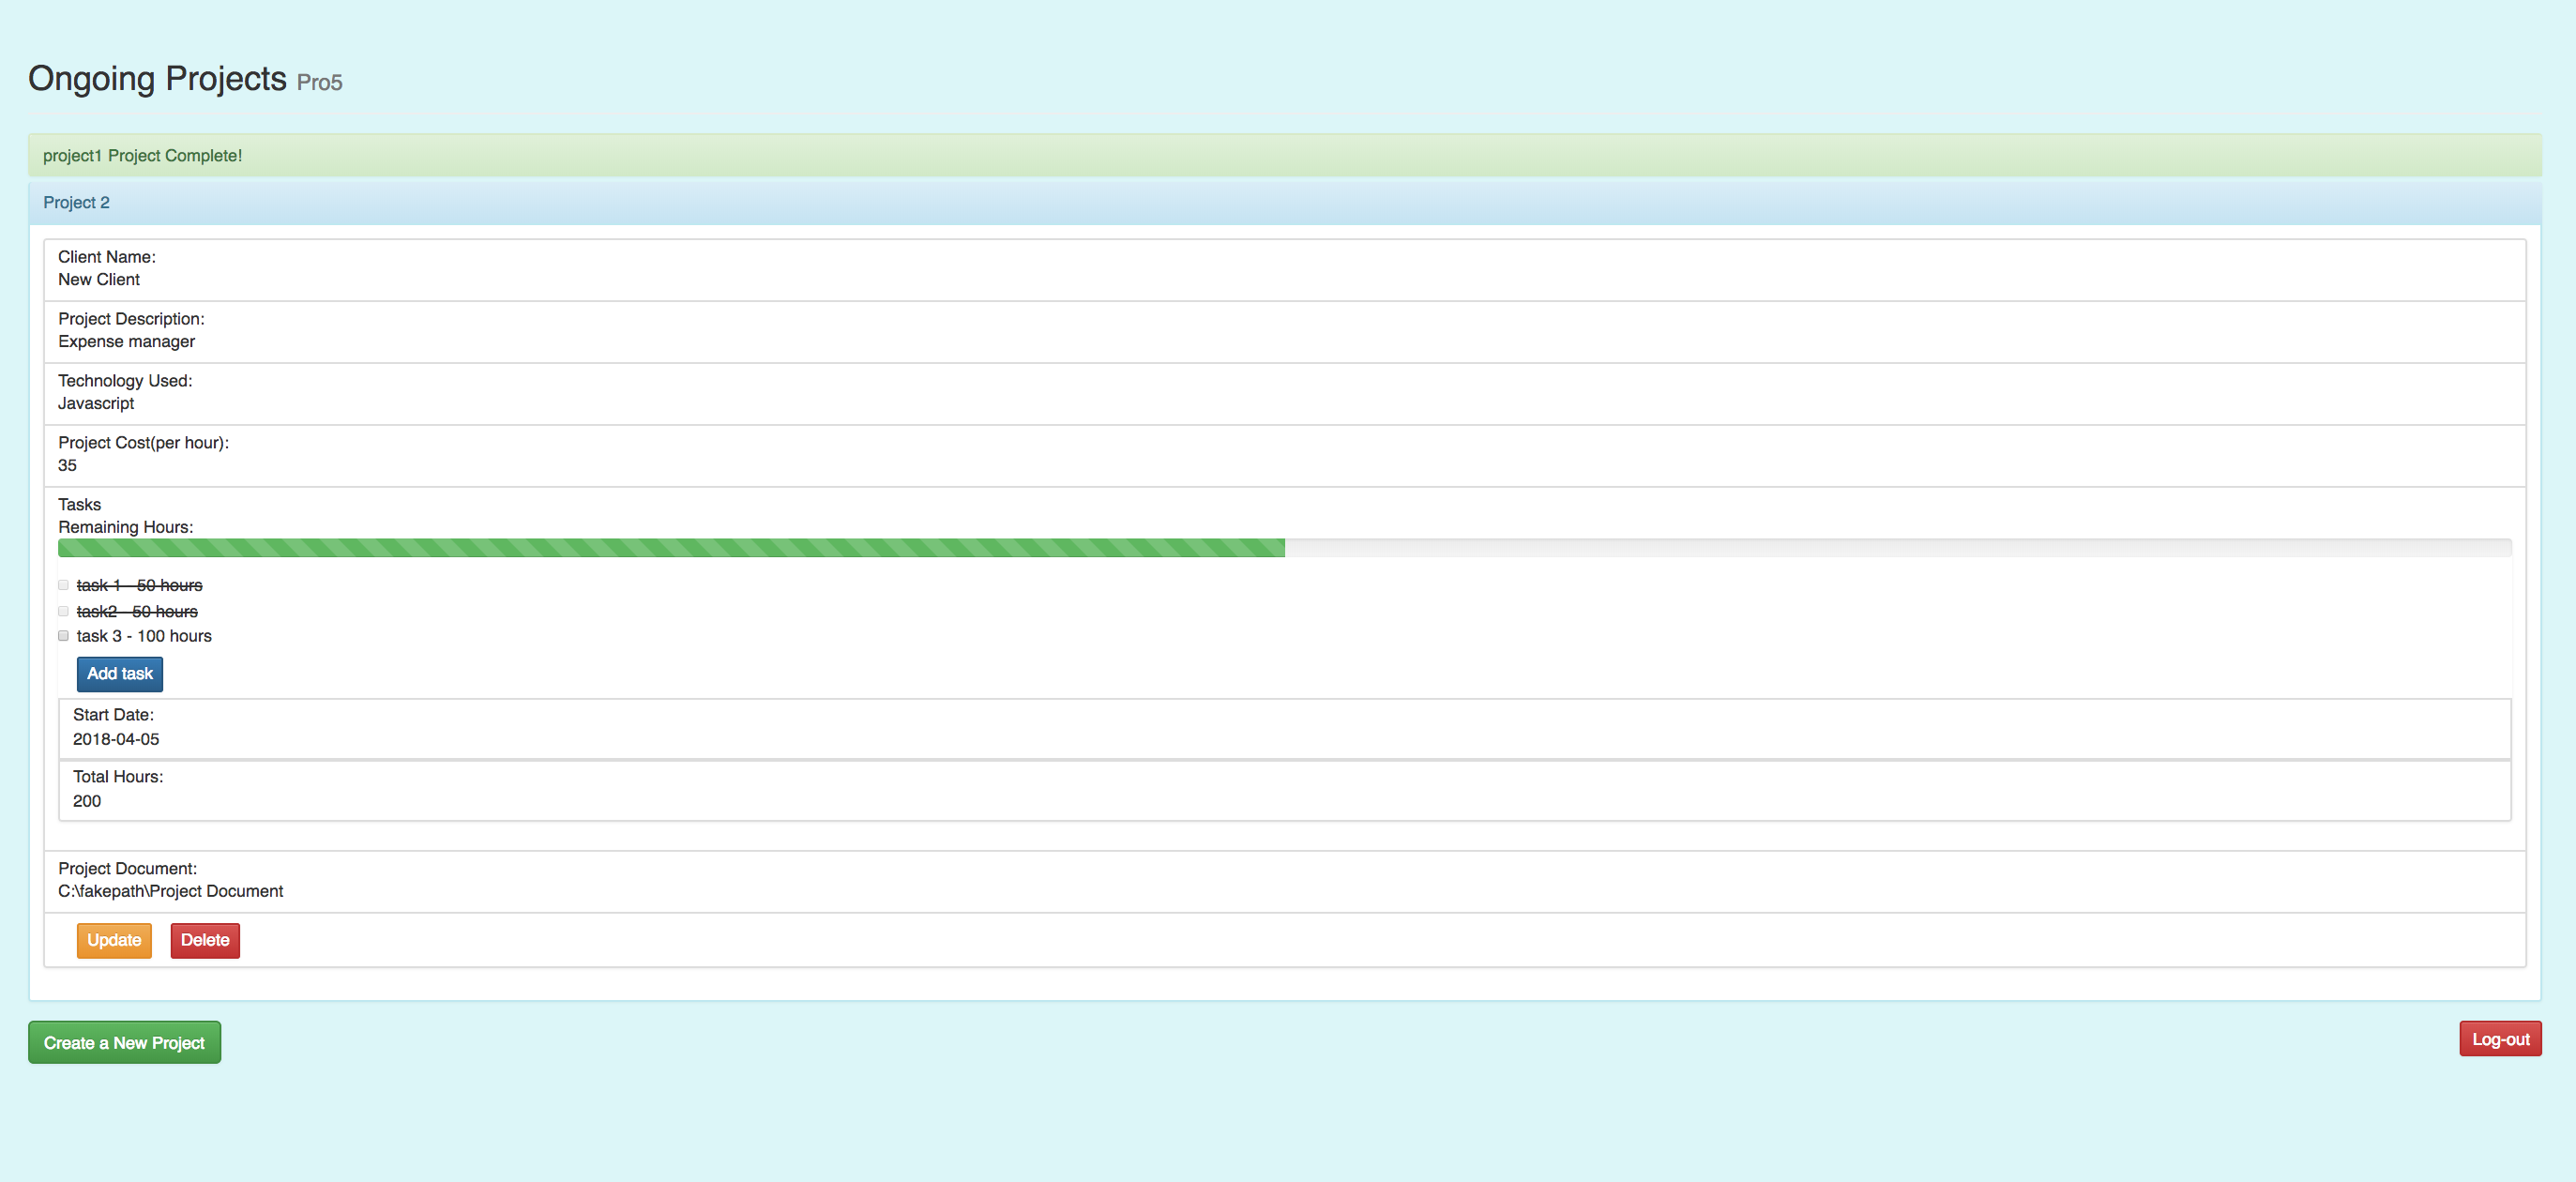 Ongoing Projects Pro5
project1 Project Complete!
Project 2
Client Name:
New Client
Project Description:
Expense manager
Technology Used:
Javascript
Project Cost(per hour):
35
Tasks
Remaining Hours:
task 1 - 50 hours
task2 - 50 hours
task 3 - 100 hours
Add task
Start Date:
2018-04-05
Total Hours:
200
Project Document:
C:\fakepath\Project Document
Update Delete
Create a New Project Log-out